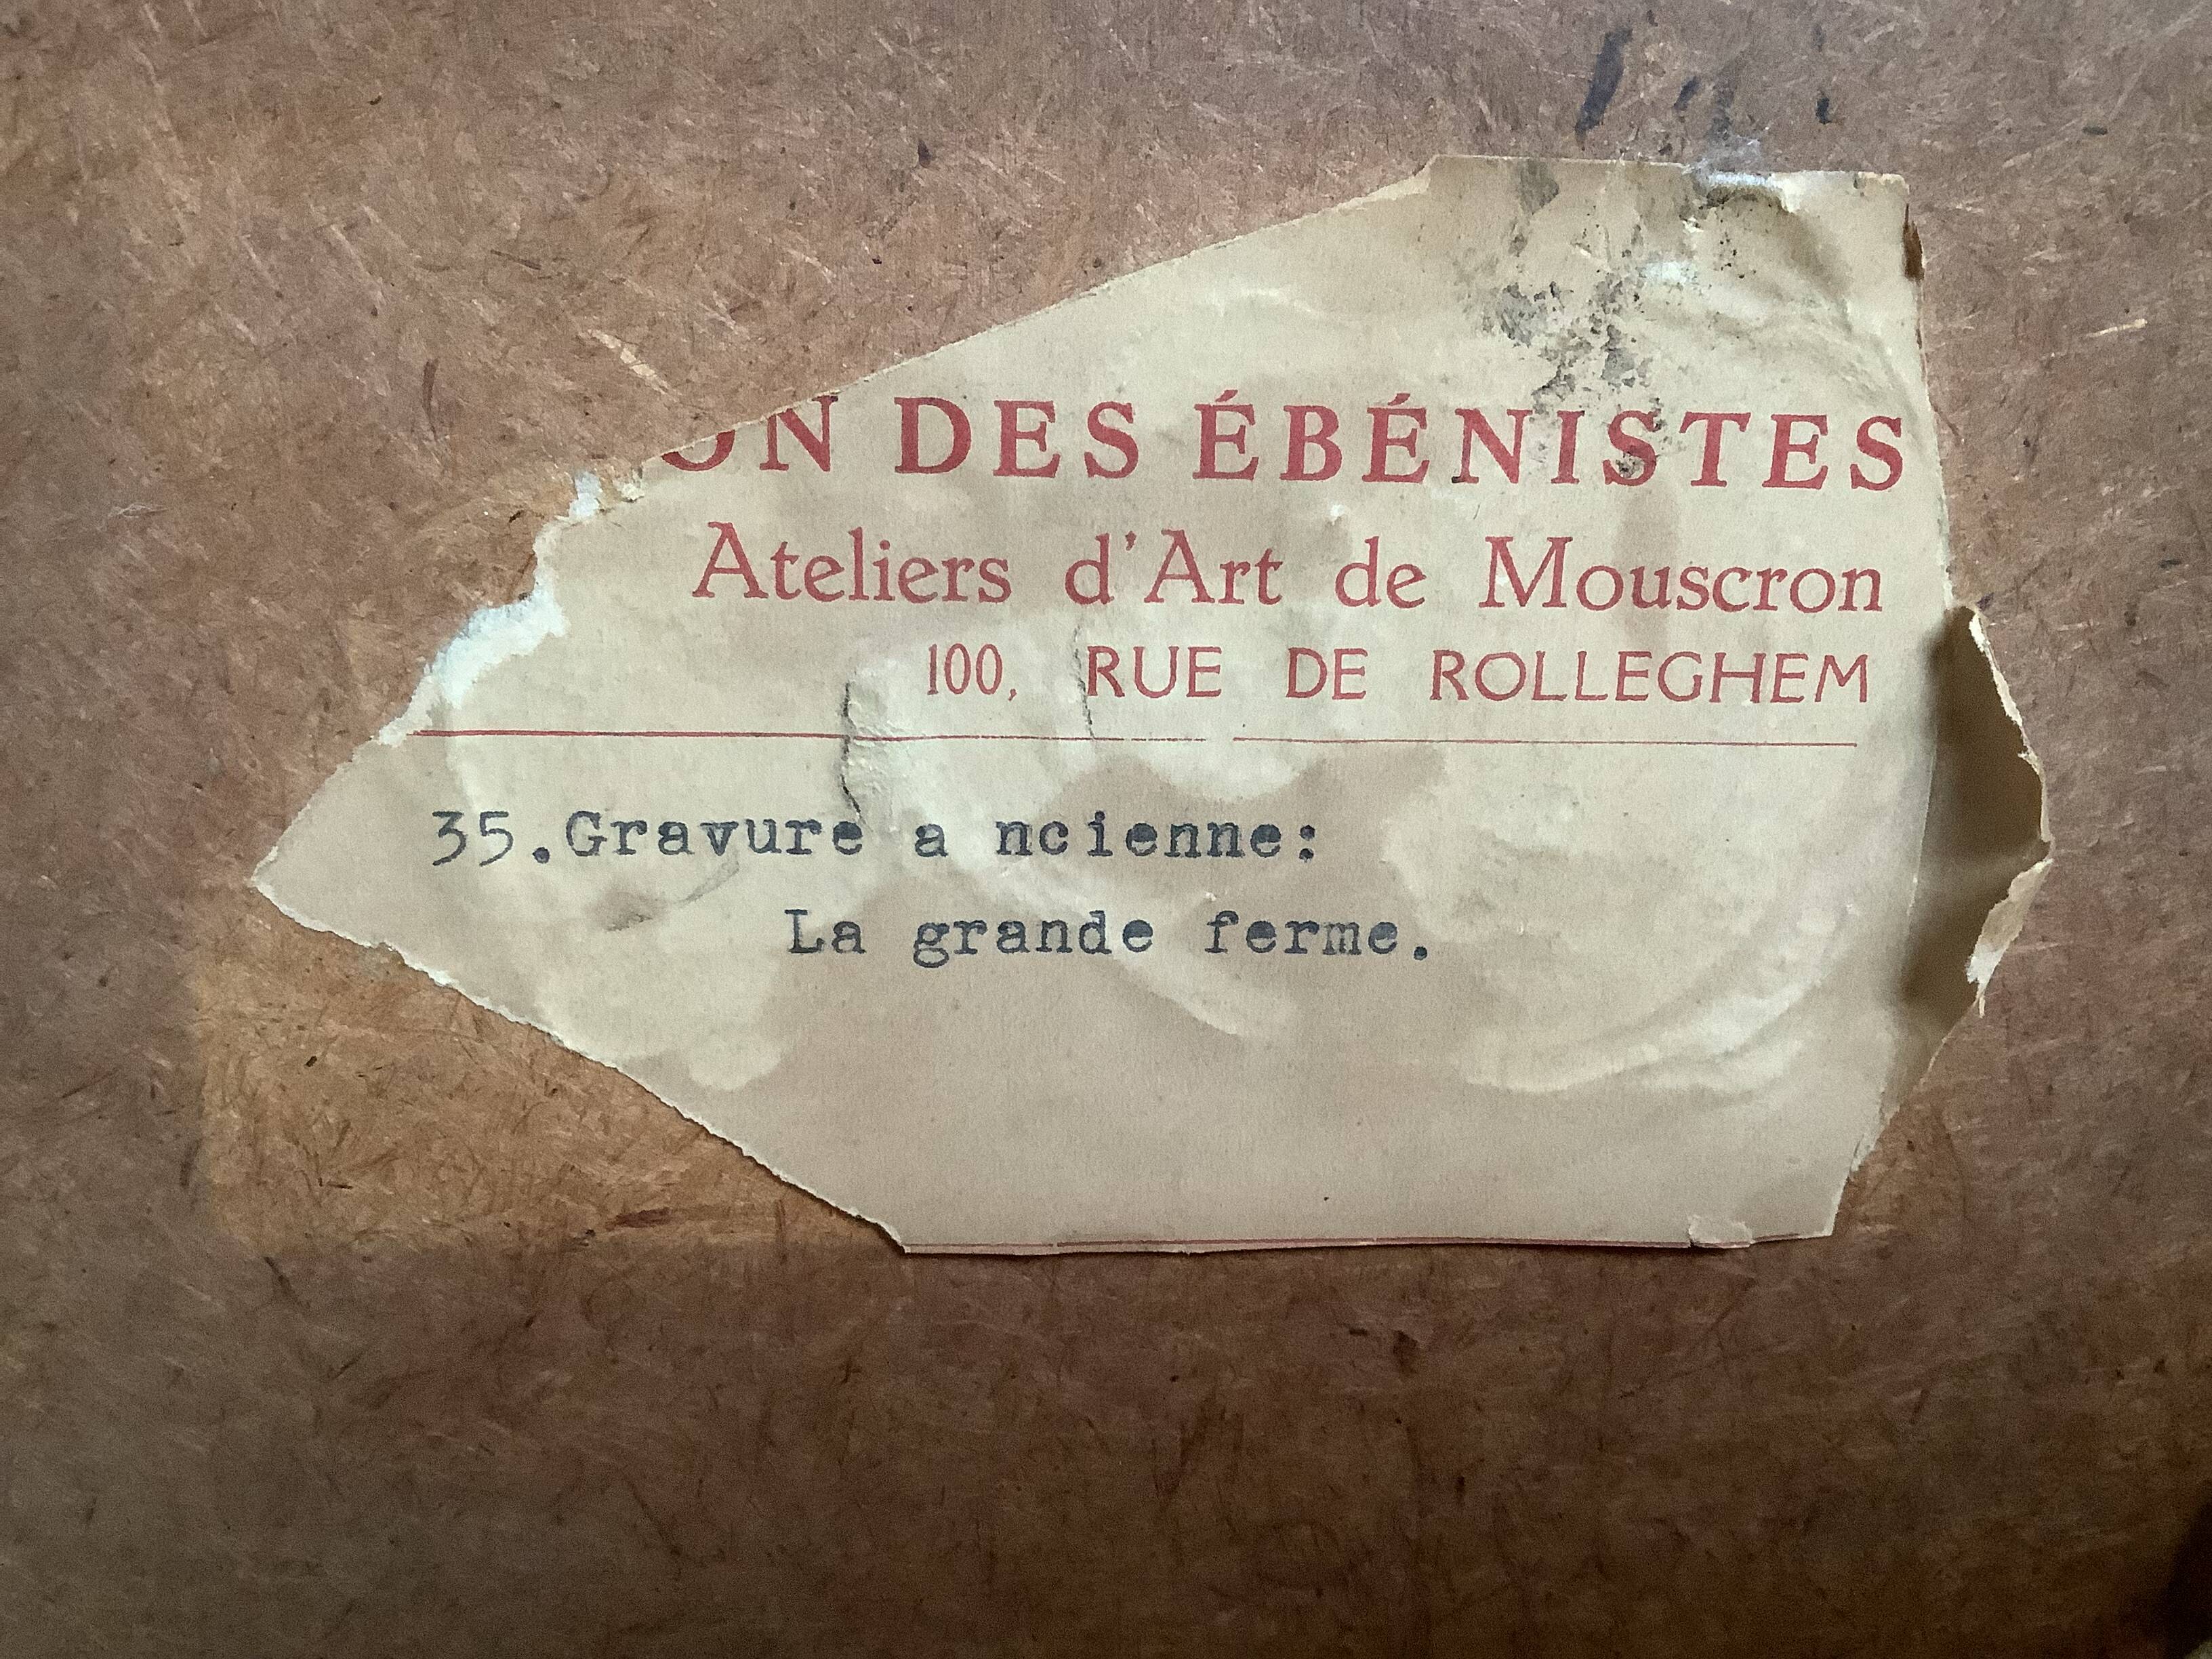 ON DES ÉBÉNISTES
Ateliers d'Art de Mouscron
100, RUE DE ROLLEGHEM
35.Gravure a ncienne:
La grande ferme.